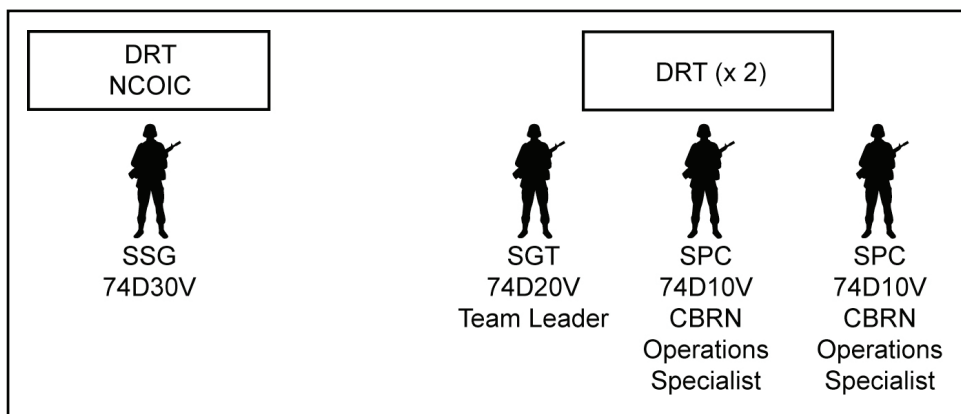 DRT
NCOIC
DRT (x 2)
SSG
74D30V
SGT
74D20V
Team Leader
SPC
74D10V
CBRN
Operations
Specialist
SPC
74D10V
CBRN
Operations
Specialist